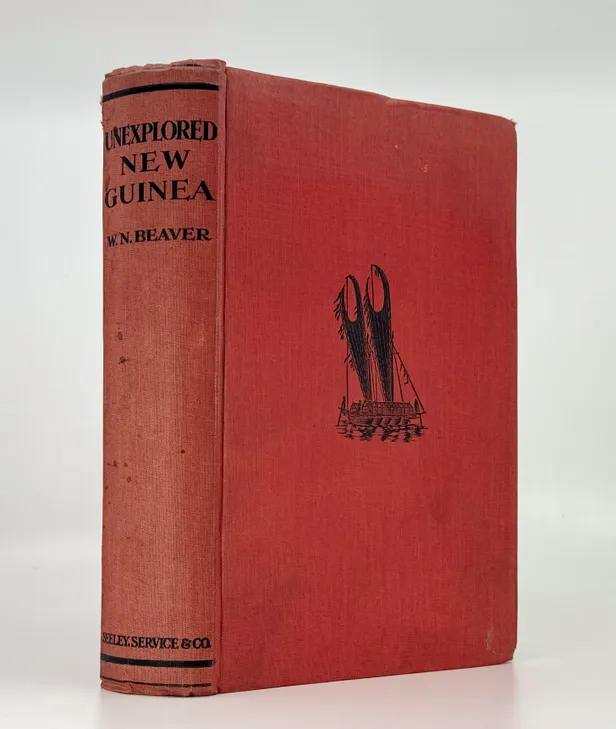 UNEXPLORED
NEW
GUINEA
W. N. BEAVER
SEELEY, SERVICE & CO.